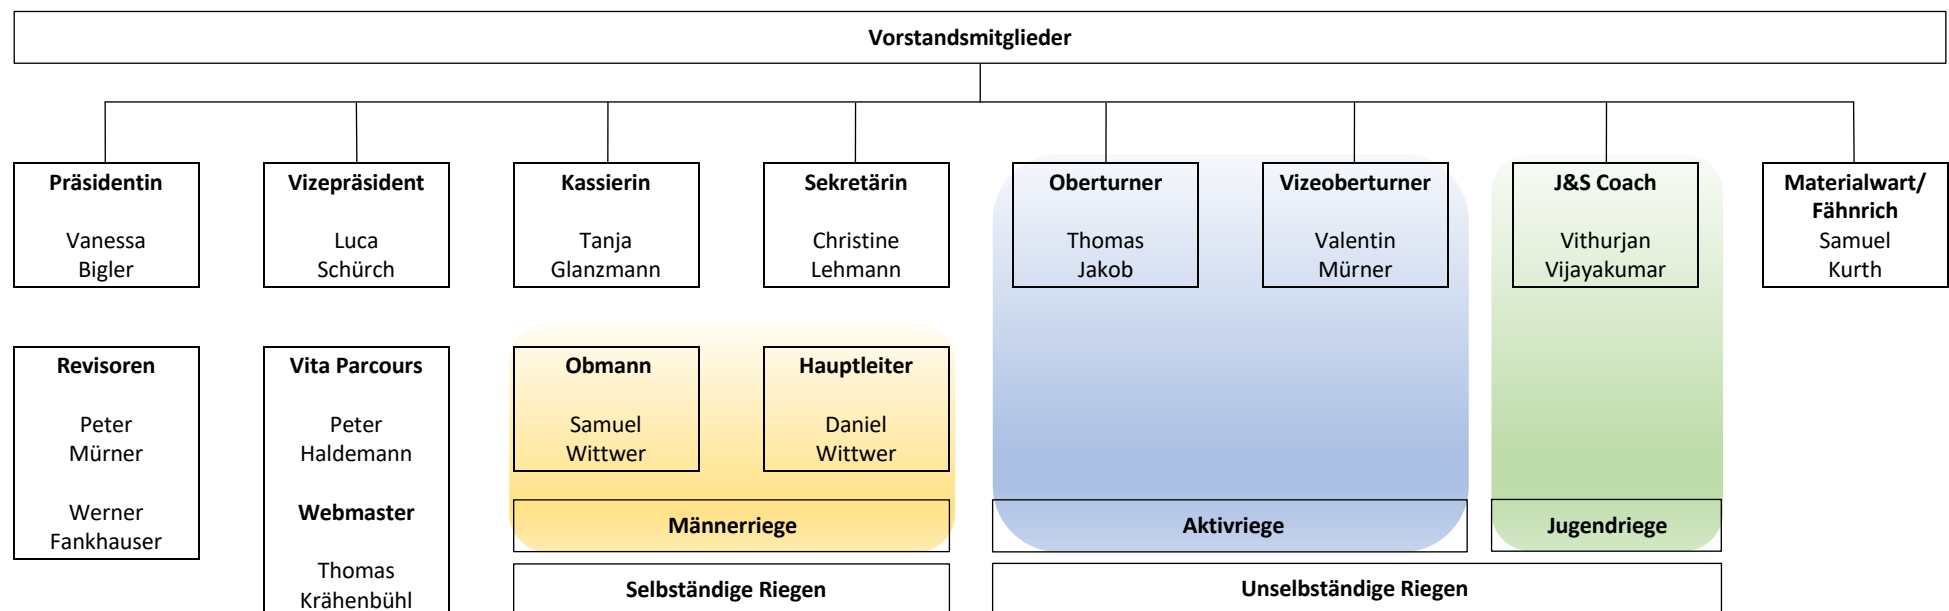 Vorstandsmitglieder
Präsidentin
Vanessa
Bigler
Vizepräsident
Luca
Schürch
Kassierin
Tanja
Glanzmann
Sekretärin
Christine
Lehmann
Oberturner
Thomas
Jakob
Vizeoberturner
Valentin
Mürner
J&S Coach
Vithurjan
Vijayakumar
Materialwart/
Fähnrich
Samuel
Kurth
Revisoren
Peter
Mürner
Werner
Fankhauser
Vita Parcours
Peter
Haldemann
Webmaster
Thomas
Krähenbühl
Obmann
Samuel
Wittwer
Hauptleiter
Daniel
Wittwer
Männerriege
Aktivriege
Jugendriege
Selbständige Riegen
Unselbständige Riegen